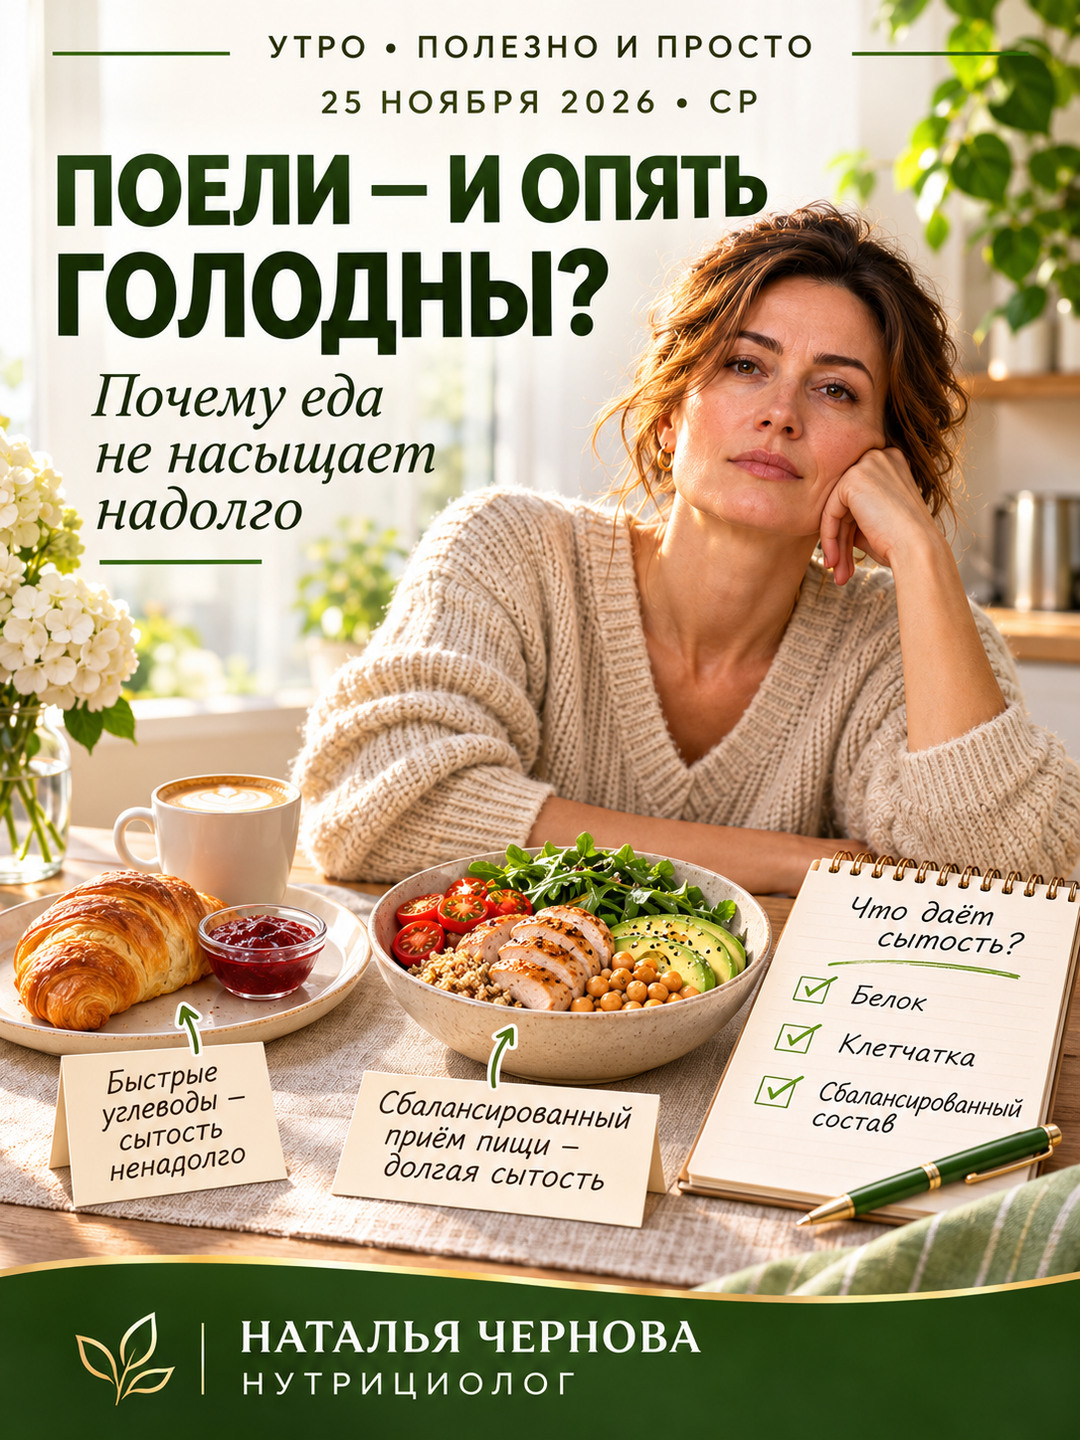 УТРО • ПОЛЕЗНО И ПРОСТО
25 НОЯБРЯ 2026 • СР
ПОЕЛИ – И ОПЯТЬ
ГОЛОДНЫ?
Почему еда
не насыщает
надолго
Что даёт
сытость?
Белок
Клетчатка
Сбалансированный
состав
Быстрые
углеводы –
сытость
ненадолго
Сбалансированный
приём пищи –
долгая сытость
НАТАЛЬЯ ЧЕРНОВА
НУТРИЦИОЛОГ